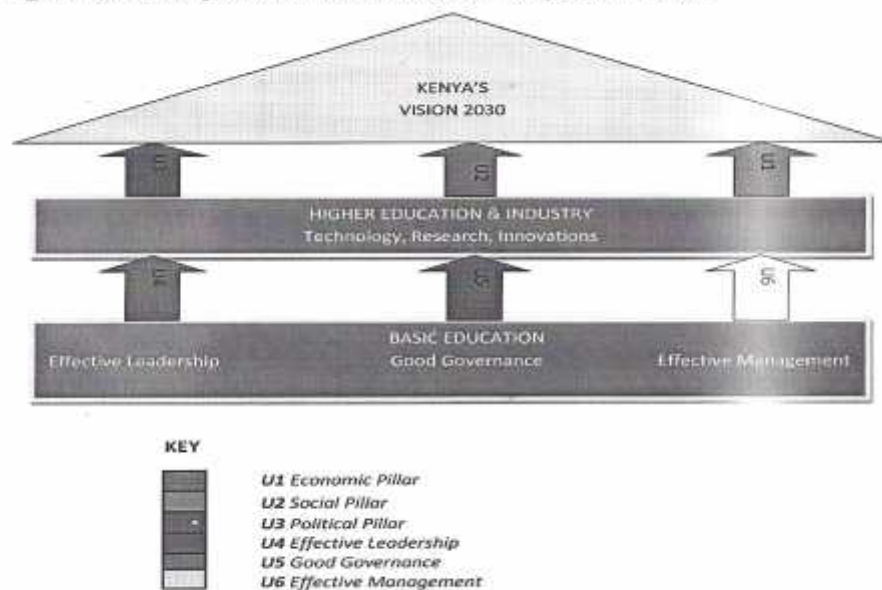 KENYA'S
VISION 2030
U2
U1
HIGHER EDUCATION & INDUSTRY
Technology, Research, Innovations
U4
U5
U6
BASIC EDUCATION
Effective Leadership
Good Governance
Effective Management
KEY
U1 Economic Pillar
U2 Social Pillar
U3 Political Pillar
U4 Effective Leadership
U5 Good Governance
U6 Effective Management